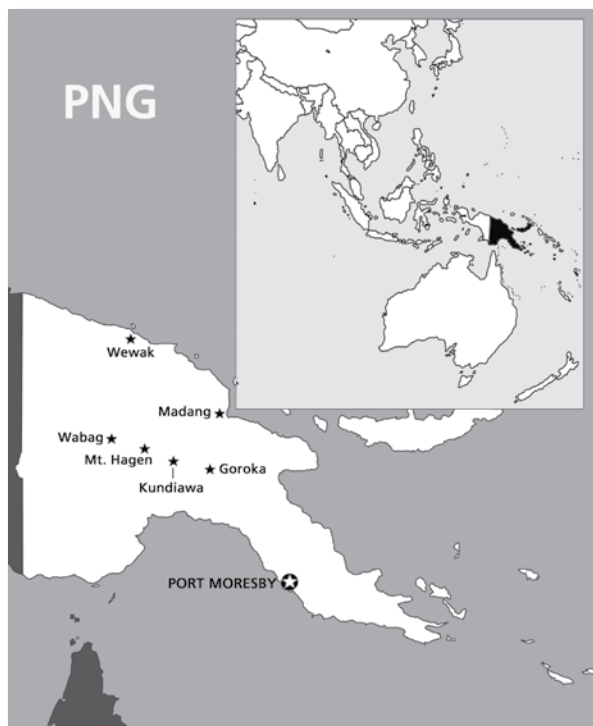 PNG
Wewak
Madang
Wabag
Mt. Hagen
Goroka
Kundiawa
PORT MORESBY